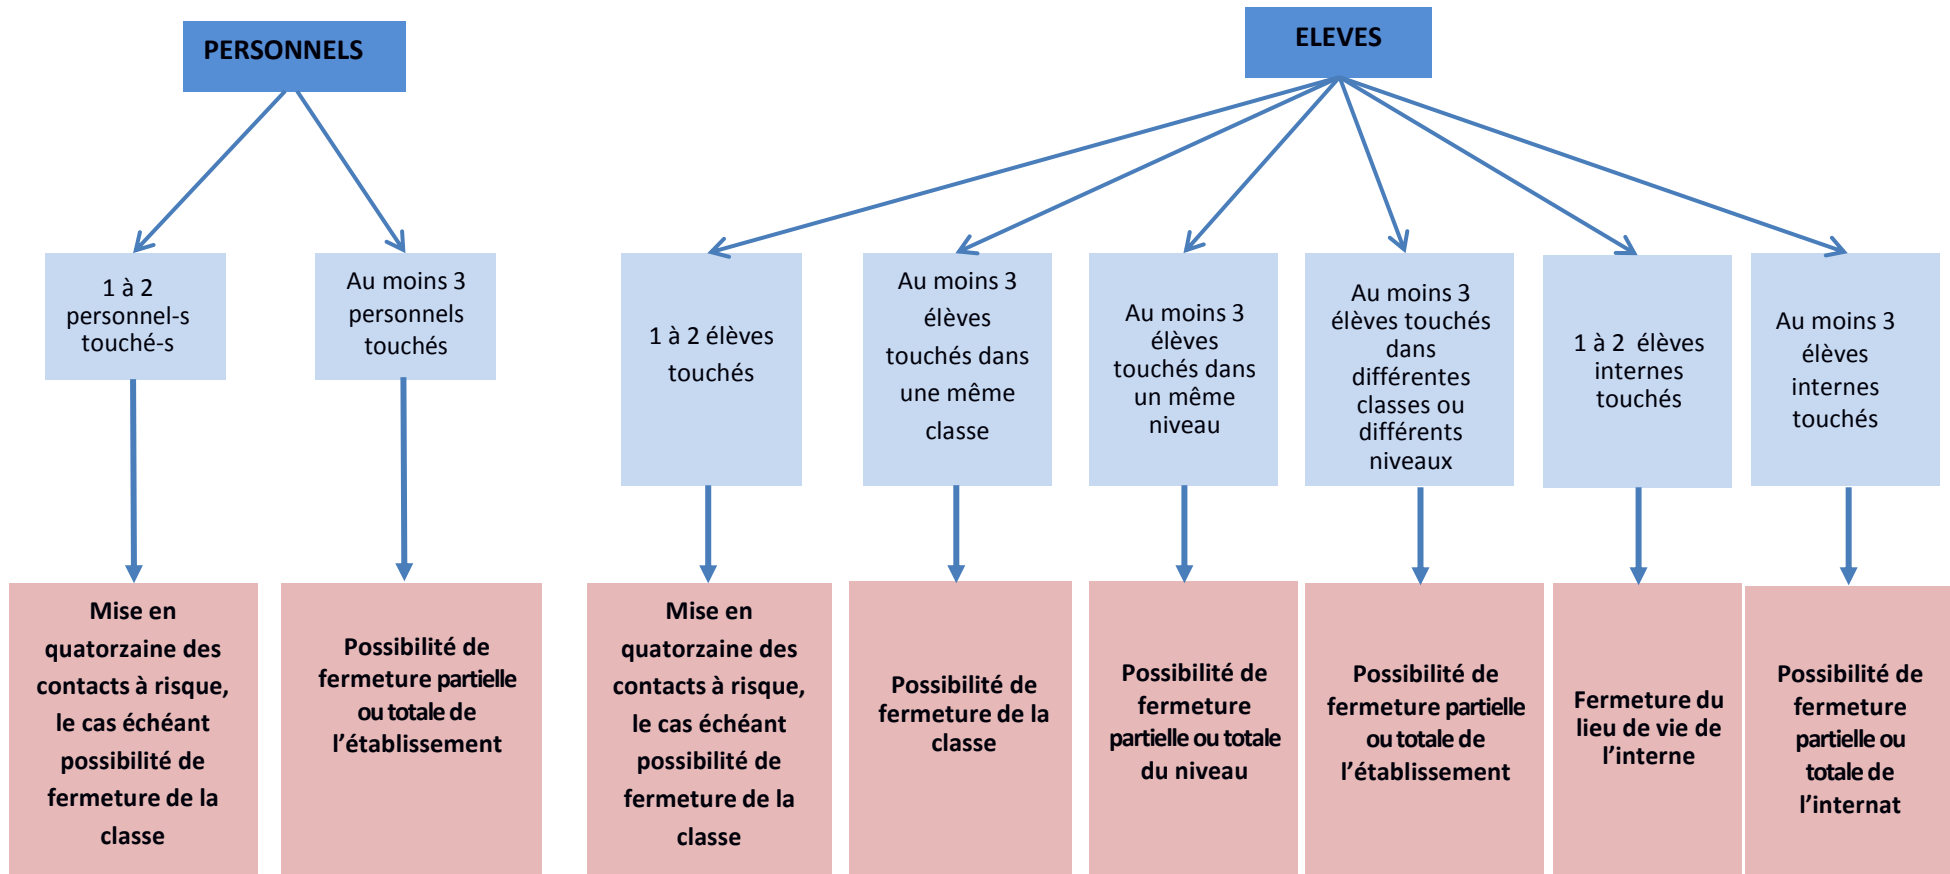 PERSONNELS
ELEVES
1 à 2
personnel-s
touché-s
Au moins 3
personnels
touchés
1 à 2 élèves
touchés
Au moins 3
élèves
touchés dans
une même
classe
Au moins 3
élèves
touchés dans
un même
niveau
Au moins 3
élèves touchés
dans
différentes
classes ou
différents
niveaux
1 à 2 élèves
internes
touchés
Au moins 3
élèves
internes
touchés
Mise en
quatorzaine des
contacts à risque,
le cas échéant
possibilité de
fermeture de la
classe
Possibilité de
fermeture partielle
ou totale de
l’établissement
Mise en
quatorzaine des
contacts à risque,
le cas échéant
possibilité de
fermeture de la
classe
Possibilité de
fermeture de la
classe
Possibilité de
fermeture
partielle ou totale
du niveau
Possibilité de
fermeture partielle
ou totale de
l’établissement
Fermeture du
lieu de vie de
l’interne
Possibilité de
fermeture
partielle ou
totale de
l’internat